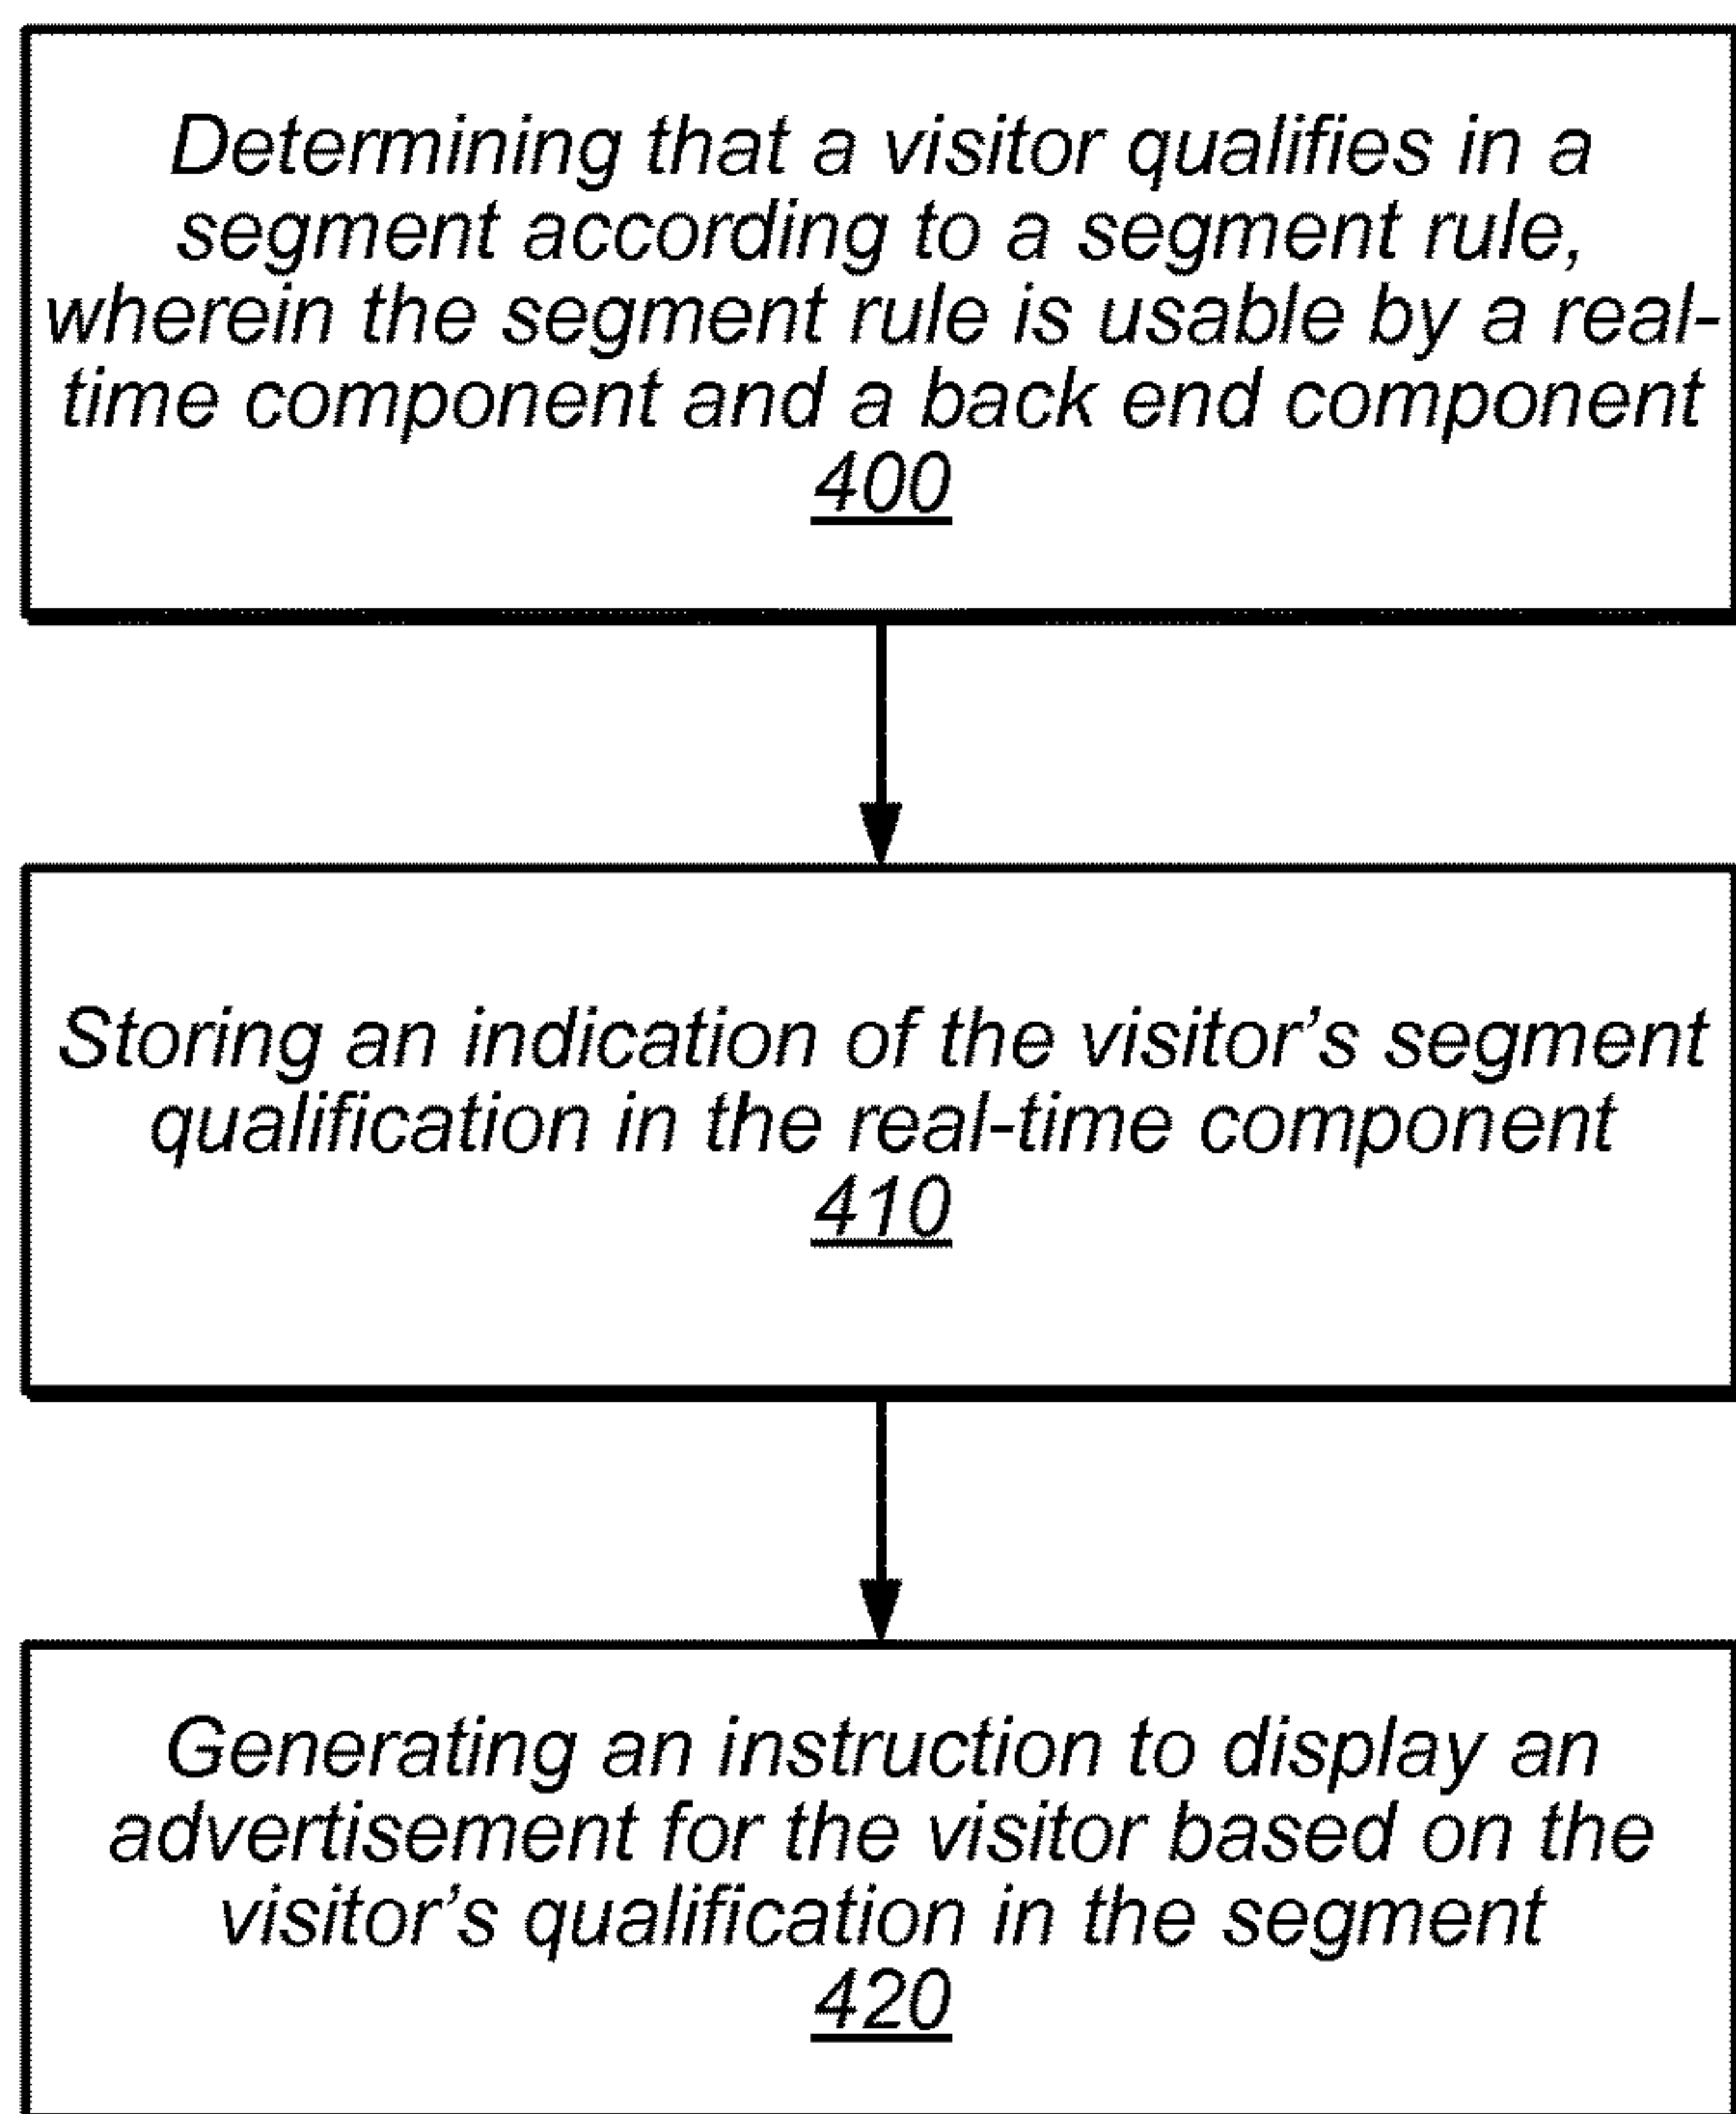 Determining that a visitor qualifies in a
segment according to a segment rule,
wherein the segment rule is usable by a real-
time component and a back end component
400
Storing an indication of the visitor's segment
qualification in the real-time component
410
Generating an instruction to display an
advertisement for the visitor based on the
visitor's qualification in the segment
420